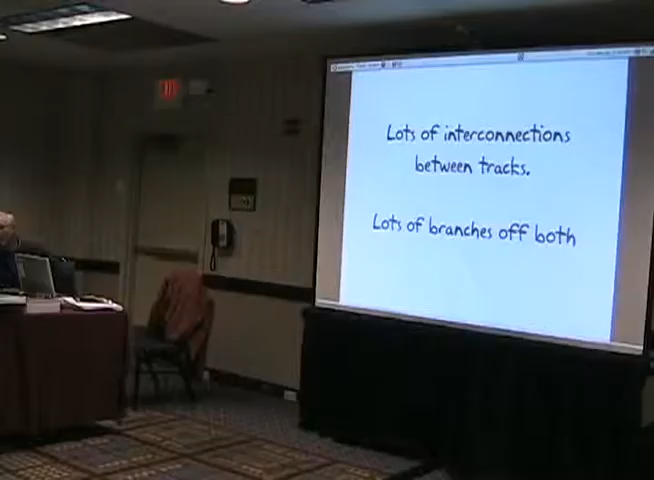 Lots of interconnections
between tracks.
Lots of branches off both